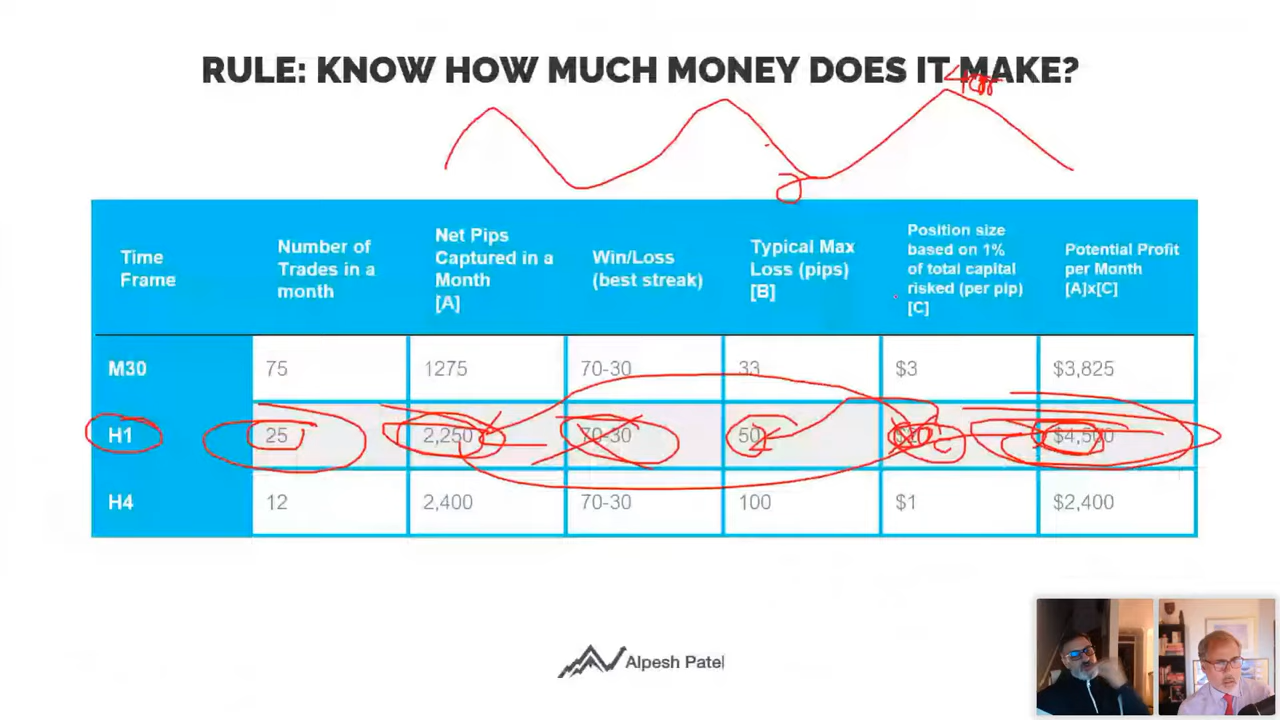 RULE: KNOW HOW MUCH MONEY DOES IT MAKE?
Time
Frame
Number of
Trades in a
month
Net Pips
Captured in a
Month
[A]
Win/Loss
(best streak)
Typical Max
Loss (pips)
[B]
Position size
based on 1%
of total capital
risked (per pip)
[C]
Potential Profit
per Month
[A]x[C]
M30 75 1275 70-30 33 $3 $3,825
H1 25 2,250 70-30 50 $4,500
H4 12 2,400 70-30 100 $1 $2,400
Alpesh Patel